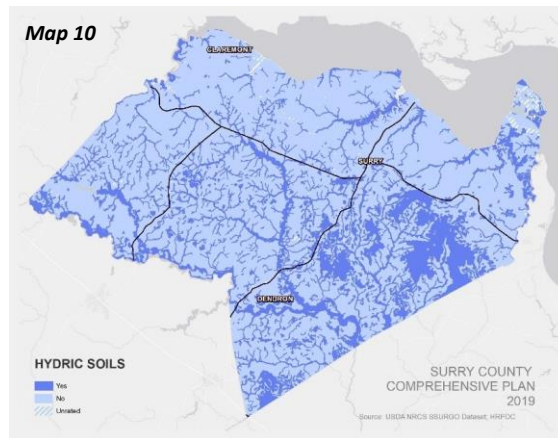 Map 10
CLAREMONT
SURRY
DENDRON
HYDRIC SOILS
Yes
No
Unrated
SURRY COUNTY
COMPREHENSIVE PLAN
2019
Source: USDA NRCS SSURGO Dataset; HRPDC